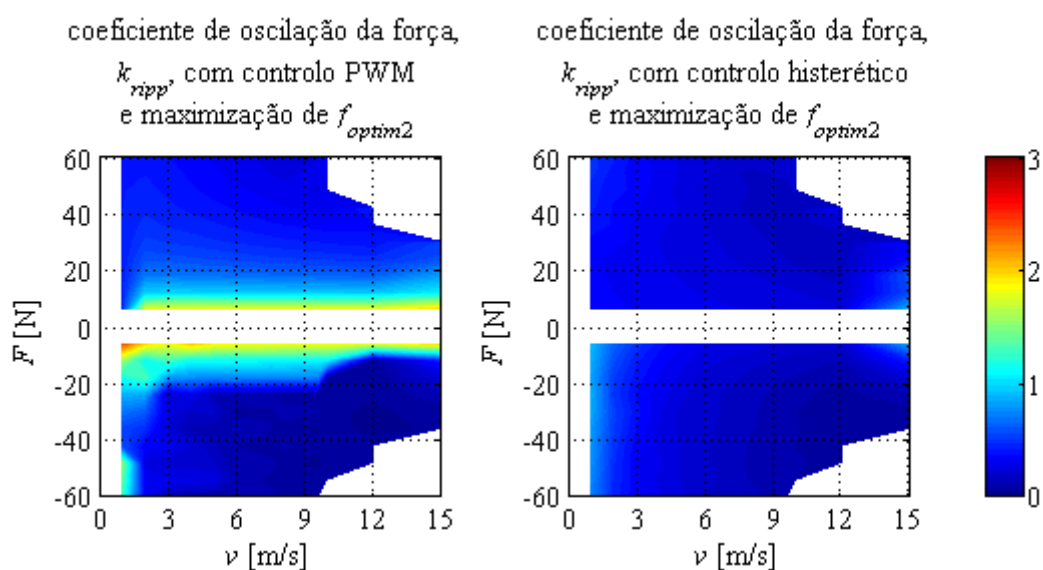 coeficiente de oscilação da força,
k_ripp, com controlo PWM
e maximização de f_optim2
60
40
20
0
-20
-40
-60
F [N]
0 3 6 9 12 15
v [m/s]
coeficiente de oscilação da força,
k_ripp, com controlo histerético
e maximização de f_optim2
60
40
20
0
-20
-40
-60
F [N]
0 3 6 9 12 15
v [m/s]
3
2
1
0